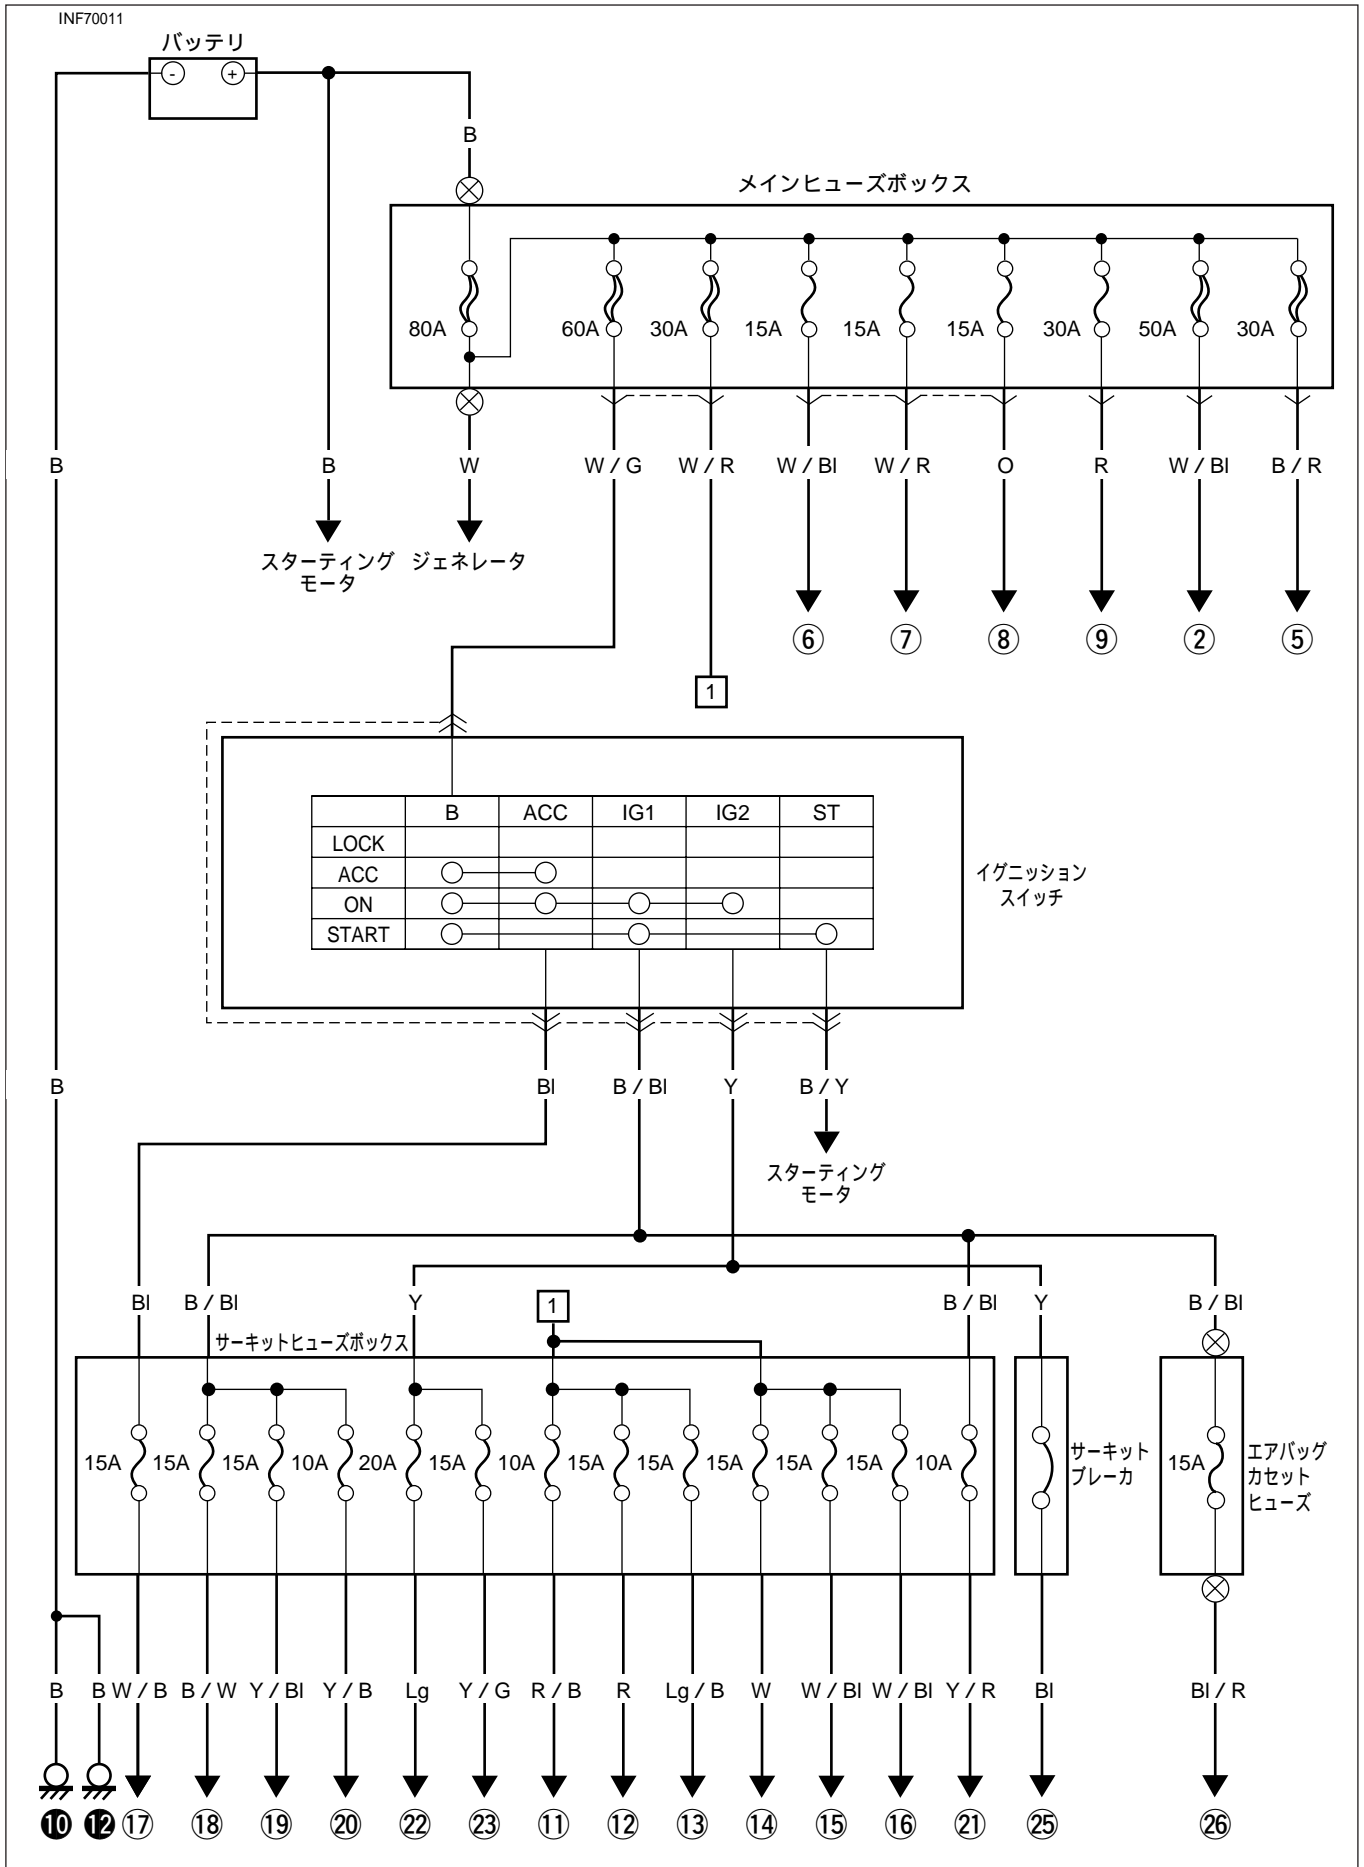 INF70011
バッテリ
- +
B
メインヒューズボックス
80A 60A 30A 15A 15A 15A 30A 50A 30A
B B W W / G W / R W / Bl W / R O R W / Bl B / R
スターティング
モータ
ジェネレータ
⑥ ⑦ ⑧ ⑨ ② ⑤
1
B ACC IG1 IG2 ST
LOCK
ACC
ON
START
イグニッション
スイッチ
B Bl B / Bl Y B / Y
スターティング
モータ
Bl B / Bl Y 1 B / Bl Y B / Bl
サーキットヒューズボックス
15A 15A 15A 10A 20A 15A 10A 15A 15A 15A 15A 15A 10A
サーキット
ブレーカ
15A
エアバッグ
カセット
ヒューズ
B B W / B B / W Y / Bl Y / B Lg Y / G R / B R Lg / B W W / Bl W / Bl Y / R Bl Bl / R
❿ ⓬ ⑰ ⑱ ⑲ ⑳ ㉒ ㉓ ⑪ ⑫ ⑬ ⑭ ⑮ ⑯ ㉑ ㉕ ㉖